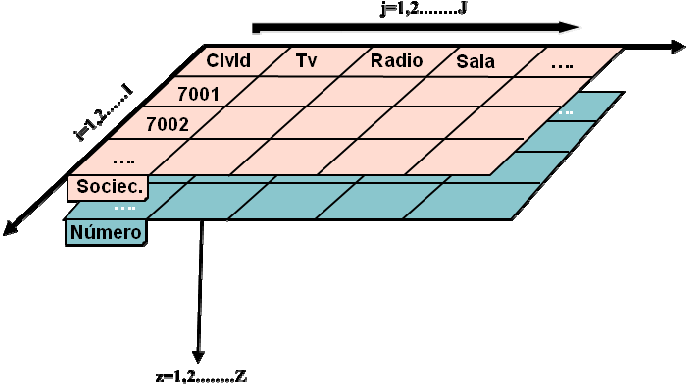 j=1,2........J
Clvld Tv Radio Sala ....
i=1,2......I
7001
7002
....
....
Sociec.
....
Número
z=1,2........Z